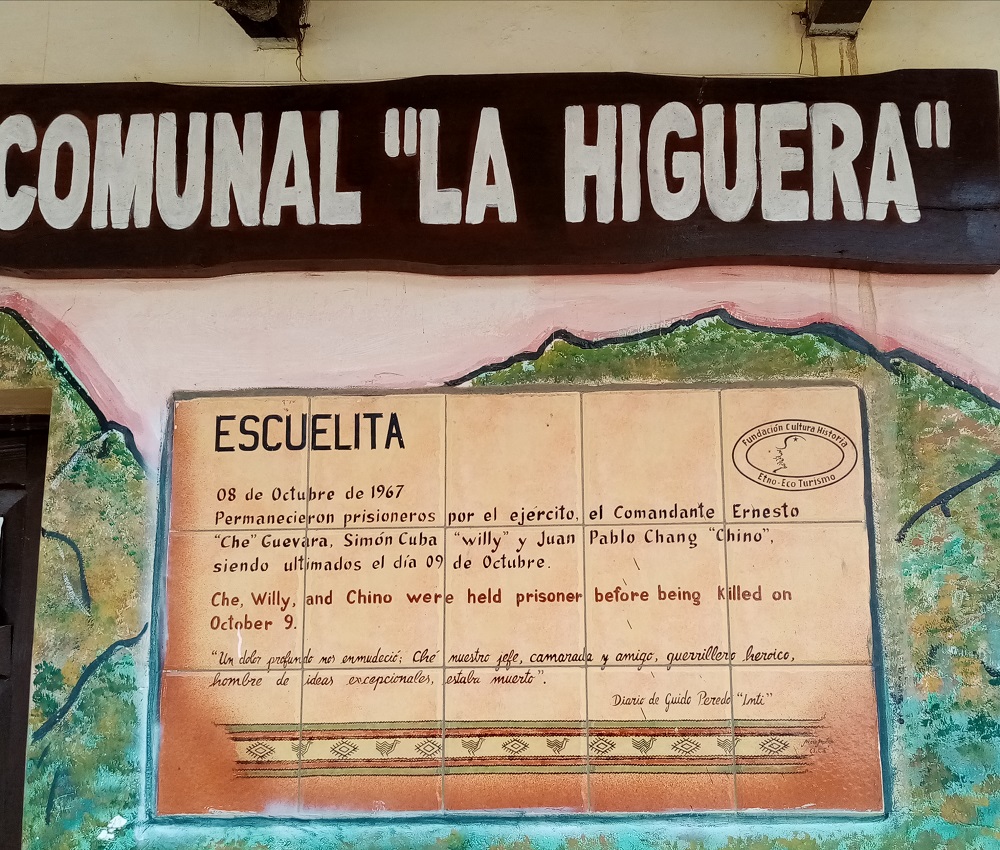 COMUNAL "LA HIGUERA"
ESCUELITA
Fundación Cultura Historia
Etno-Eco Turismo
08 de Octubre de 1967
Permanecieron prisioneros por el ejército, el Comandante Ernesto
"Che" Guevara, Simón Cuba "willy" y Juan Pablo Chang "Chino",
siendo ultimados el día 09 de Octubre.
Che, Willy, and Chino were held prisoner before being killed on
October 9.
"Un dolor profundo nos enmudeció; Ché nuestro jefe, camarada y amigo, guerrillero heroico,
hombre de ideas excepcionales, estaba muerto".
Diario de Guido Peredo "Inti"